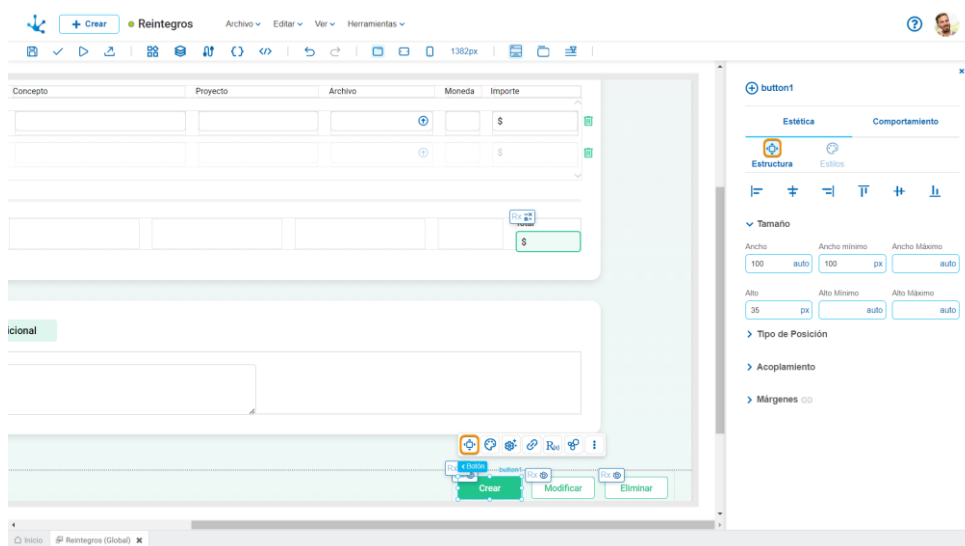 + Crear
Reintegros
Archivo Editar Ver Herramientas
1382px
Concepto Proyecto Archivo Moneda Importe
$
$
Rx
Total
$
icional
Rx Botón button1 Rx Rx
Crear Modificar Eliminar
Inicio Reintegros (Global)
button1
Estética Comportamiento
Estructura Estilos
Tamaño
Ancho Ancho mínimo Ancho Máximo
100 auto 100 px auto
Alto Alto Mínimo Alto Máximo
35 px auto auto
Tipo de Posición
Acoplamiento
Márgenes